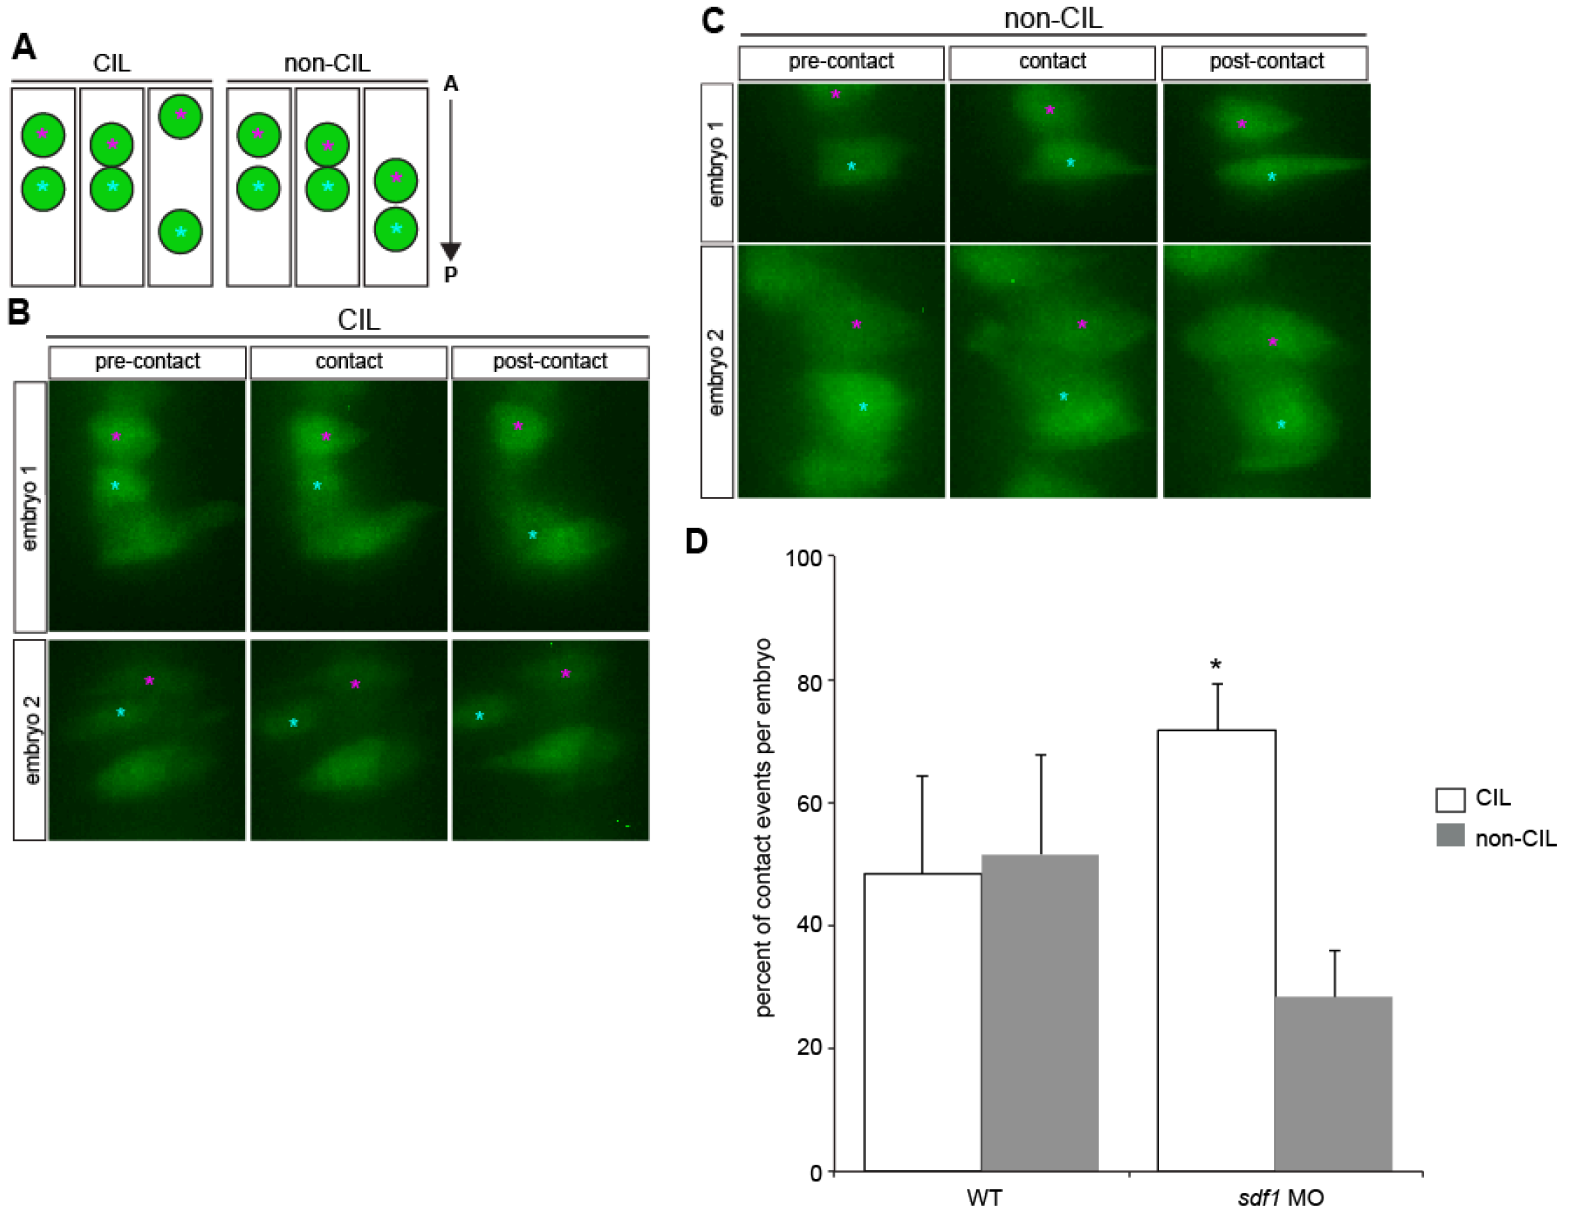 A
CIL
non-CIL
* * *
* * *
* * *
* * *
A
P
B
CIL
pre-contact
contact
post-contact
embryo 1
* * *
* * *
embryo 2
* * *
* * *
C
non-CIL
pre-contact
contact
post-contact
embryo 1
* * *
* * *
embryo 2
* * *
* * *
D
percent of contact events per embryo
100
80
60
40
20
0
*
WT
sdf1 MO
CIL
non-CIL